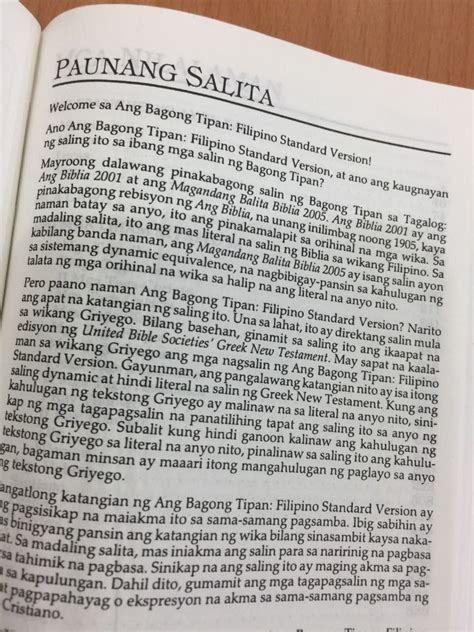 PAUNANG SALITA
Welcome sa Ang Bagong Tipan: Filipino Standard Version!
Ano Ang Bagong Tipan: Filipino Standard Version, at ano ang kaugnayan
ng saling ito sa ibang mga salin ng Bagong Tipan?
Mayroong dalawang pinakabagong salin ng Bagong Tipan sa Tagalog:
Ang Biblia 2001 at ang Magandang Balita Biblia 2005. Ang Biblia 2001 ay ang
pinakabagong rebisyon ng Ang Biblia, na unang inilimbag noong 1905, kaya
naman batay sa anyo, ito ang pinakamalapit sa orihinal na mga wika. Sa
madaling salita, ito ang mas literal na salin ng Biblia sa wikang Filipino. Sa
kabilang banda naman, ang Magandang Balita Biblia 2005 ay isang salin ayon
sa sistemang dynamic equivalence, na nagbibigay-pansin sa kahulugan ng
talata ng mga orihinal na wika sa halip na ang literal na anyo nito.
Pero paano naman Ang Bagong Tipan: Filipino Standard Version? Narito
ang apat na katangian ng saling ito. Una sa lahat, ito ay direktang salin mula
sa wikang Griyego. Bilang basehan, ginamit sa saling ito ang ikaapat na
edisyon ng United Bible Societies' Greek New Testament. May sapat na kaala-
man sa wikang Griyego ang mga nagsalin ng Ang Bagong Tipan: Filipino
Standard Version. Gayunman, ang pangalawang katangian nito ay isa itong
saling dynamic at hindi literal na salin ng Greek New Testament. Kung ang
kahulugan ng tekstong Griyego ay malinaw na sa literal na anyo nito, sini-
kap ng mga tagapagsalin na panatilihing tapat ang saling ito sa anyo ng
tekstong Griyego. Subalit kung hindi ganoon kalinaw ang kahulugan ng
tekstong Griyego sa literal na anyo nito, pinalinaw sa saling ito ang kahulu-
gan, bagaman minsan ay maaari itong mangahulugan ng paglayo sa anyo
ng tekstong Griyego.
angatlong katangian ng Ang Bagong Tipan: Filipino Standard Version ay
g pagsisikap na maiakma ito sa sama-samang pagsamba. Ibig sabihin ay
as binigyang pansin ang katangian ng wika bilang sinasambit kaysa naka-
at. Sa madaling salita, mas iniakma ang salin para sa naririnig na pagbasa
sa tahimik na pagbasa. Sinikap na ang saling ito ay maging akma sa pag-
a sa kapulungan. Dahil dito, gumamit ang mga tagapagsalin ng mga sa-
at pagpapahayag o ekspresyon na akma sa sama-samang pagsamba ng
Cristiano.